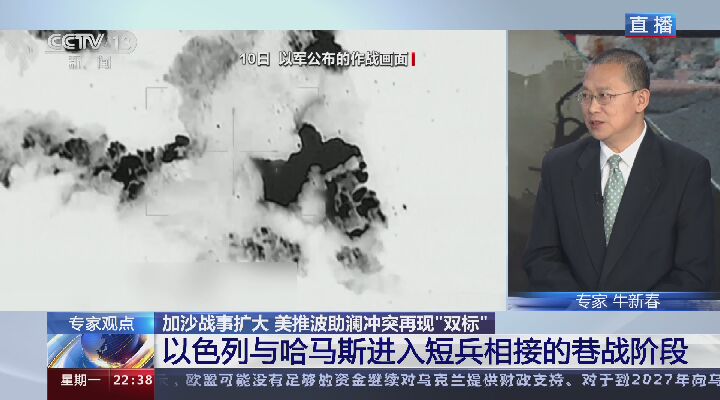 CCTV 13
新闻
直播
10日 以军公布的作战画面
专家 牛新春
专家观点
加沙战事扩大 美推波助澜冲突再现"双标"
以色列与哈马斯进入短兵相接的巷战阶段
星期一 22:38
元，欧盟可能没有足够的资金继续对乌克兰提供财政支持。对于到2027年向乌